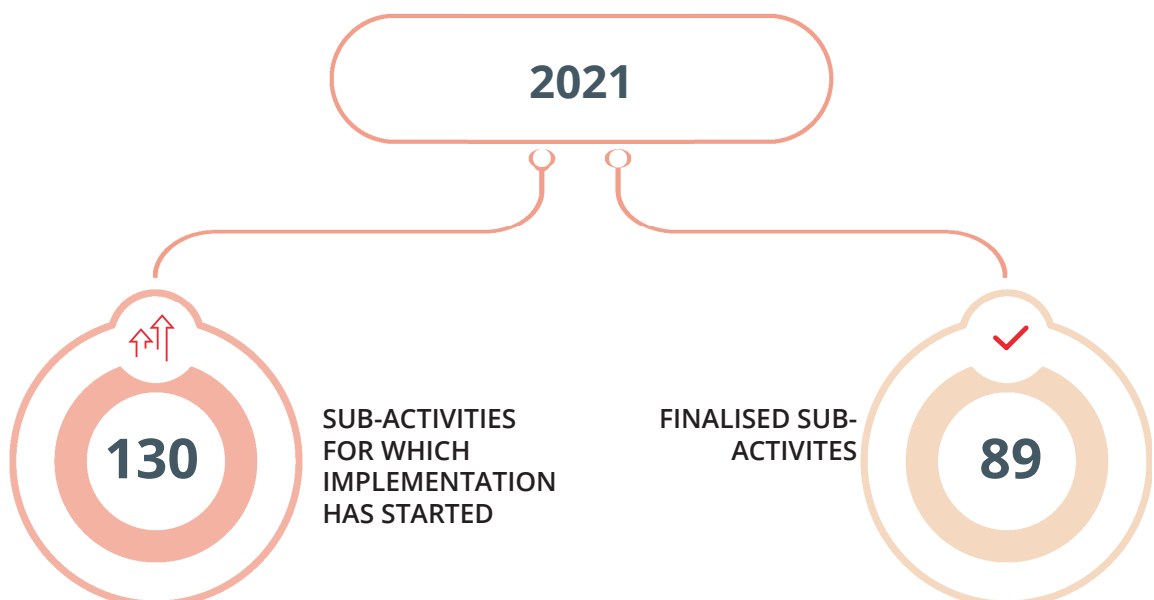 2021
130
SUB-ACTIVITIES
FOR WHICH
IMPLEMENTATION
HAS STARTED
FINALISED SUB-
ACTIVITES
89